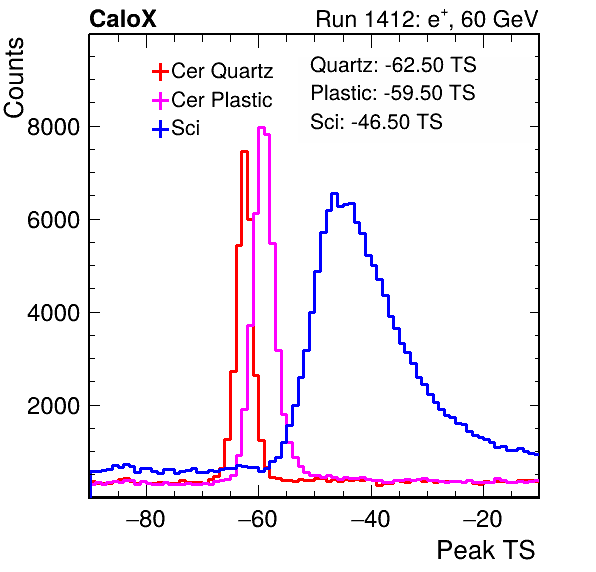 CaloX
Run 1412: e⁺, 60 GeV
Counts
Cer Quartz
Cer Plastic
Sci
Quartz: -62.50 TS
Plastic: -59.50 TS
Sci: -46.50 TS
8000
6000
4000
2000
−80 −60 −40 −20
Peak TS